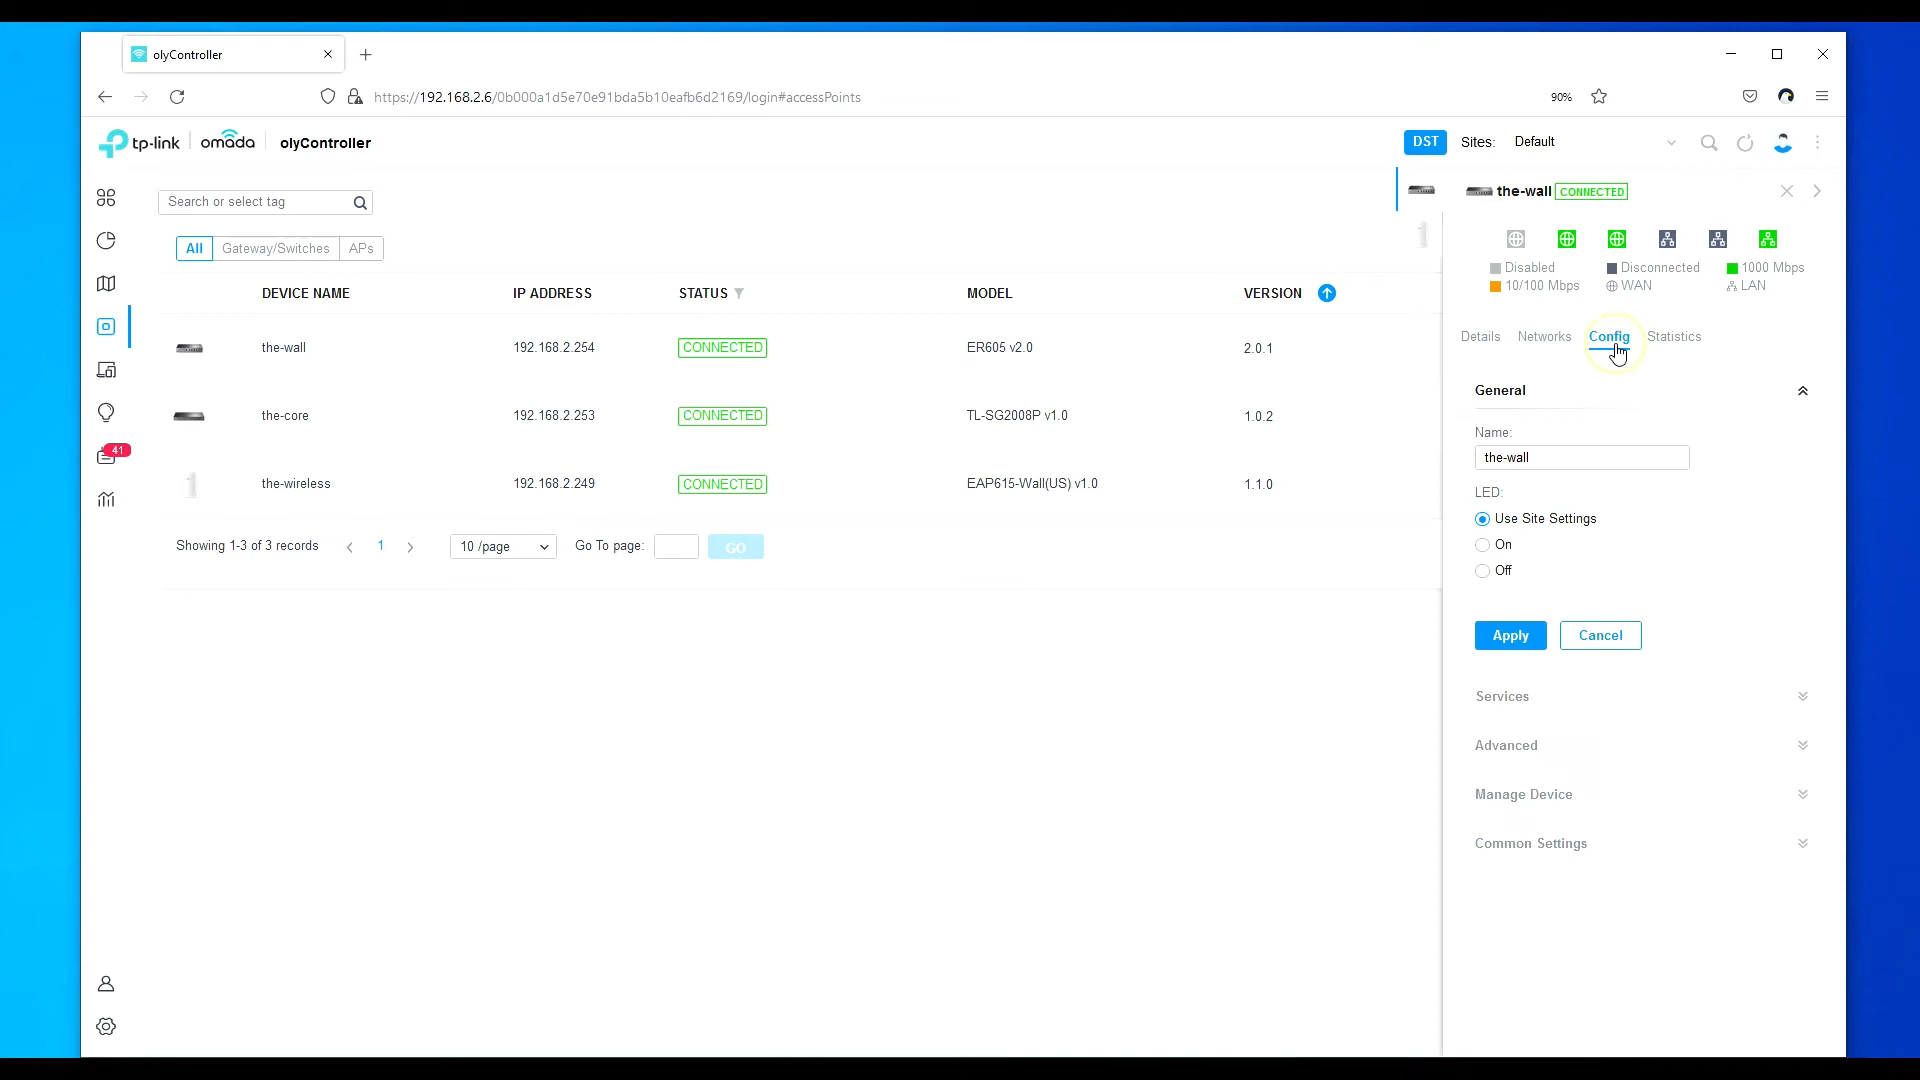 olyController
https://192.168.2.6/0b000a1d5e70e91bda5b10eafb6d2169/login#accessPoints
90%
tp-link omada olyController
DST Sites: Default
Search or select tag
the-wall CONNECTED
All Gateway/Switches APs
Disabled Disconnected 1000 Mbps
10/100 Mbps WAN LAN
DEVICE NAME IP ADDRESS STATUS MODEL VERSION
Details Networks Config Statistics
the-wall 192.168.2.254 CONNECTED ER605 v2.0 2.0.1
General
the-core 192.168.2.253 CONNECTED TL-SG2008P v1.0 1.0.2
Name:
the-wall
41
the-wireless 192.168.2.249 CONNECTED EAP615-Wall(US) v1.0 1.1.0
LED:
Use Site Settings
On
Off
Showing 1-3 of 3 records 1 10 /page Go To page: GO
Apply Cancel
Services
Advanced
Manage Device
Common Settings